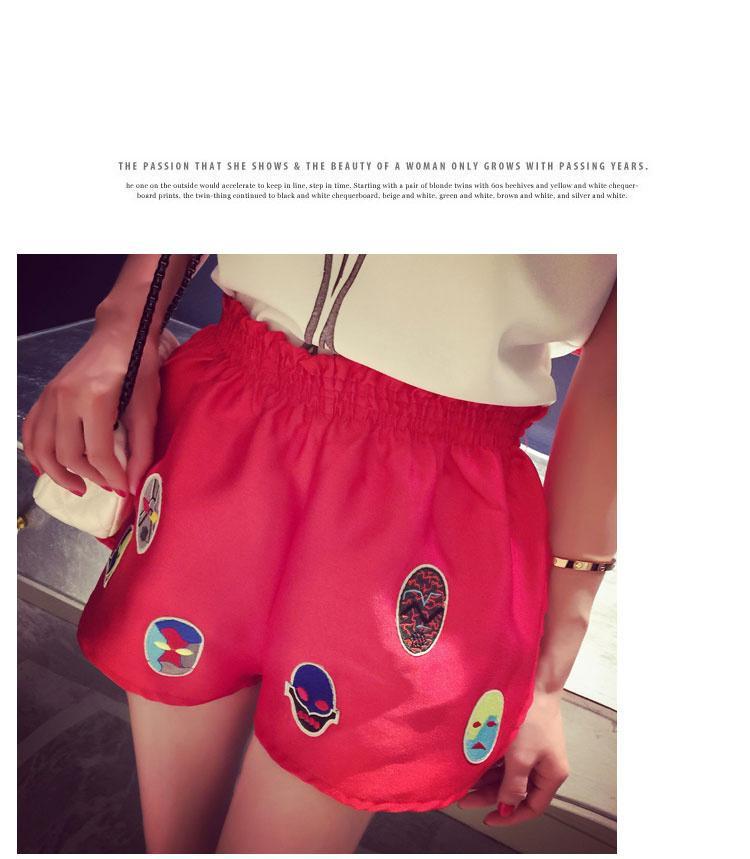 THE PASSION THAT SHE SHOWS & THE BEAUTY OF A WOMAN ONLY GROWS WITH PASSING YEARS.
he one on the outside would accelerate to keep in line, step in time. Starting with a pair of blonde twins with 60s beehives and yellow and white chequer-
board prints, the twin-thing continued to black and white chequerboard, beige and white, green and white, brown and white, and silver and white.